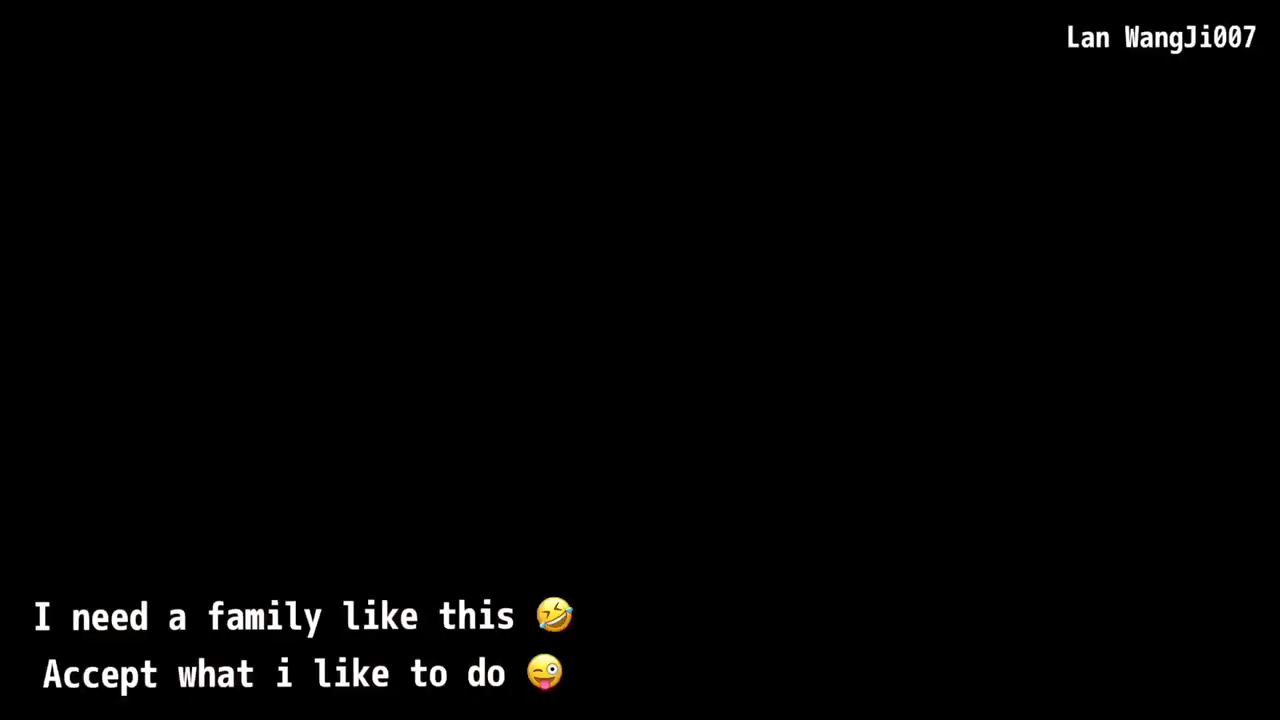 Lan WangJi007
I need a family like this 🤣
Accept what i like to do 😜